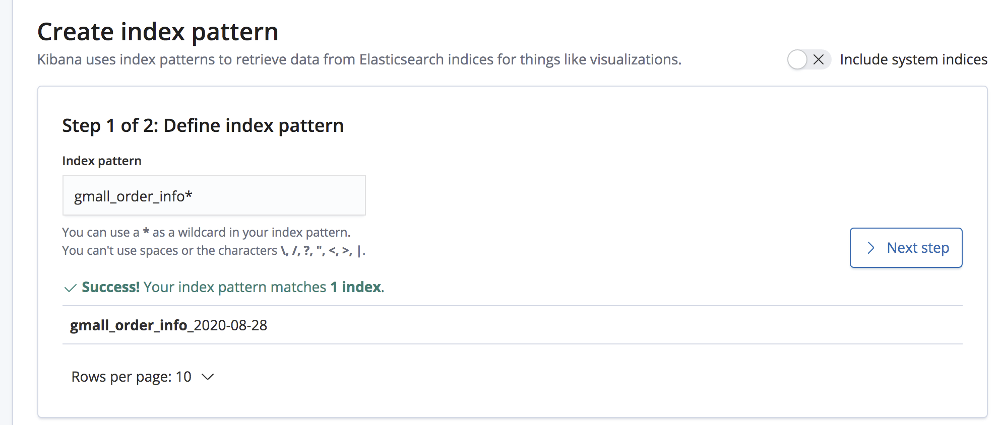 Create index pattern
Kibana uses index patterns to retrieve data from Elasticsearch indices for things like visualizations.
Include system indices
Step 1 of 2: Define index pattern
Index pattern
gmall_order_info*
You can use a * as a wildcard in your index pattern.
You can't use spaces or the characters \, /, ?, ", <, >, |.
Next step
Success! Your index pattern matches 1 index.
gmall_order_info_2020-08-28
Rows per page: 10